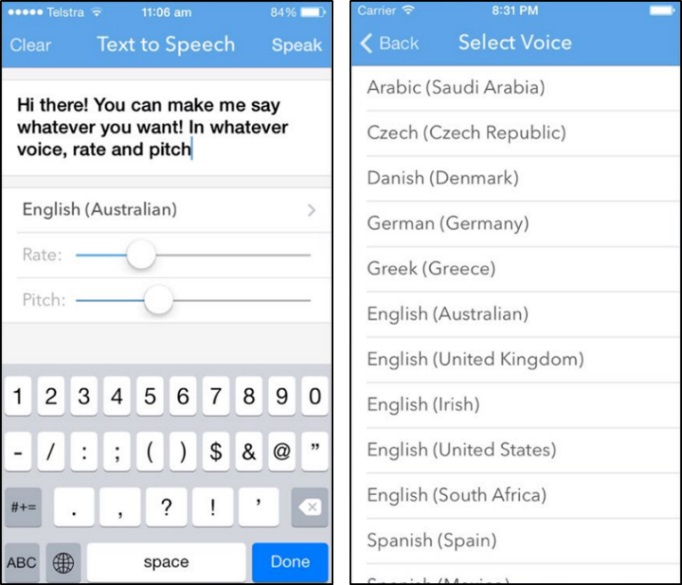 Telstra 11:06 am 84%
Clear Text to Speech Speak
Hi there! You can make me say
whatever you want! In whatever
voice, rate and pitch
English (Australian)
Rate:
Pitch:
1 2 3 4 5 6 7 8 9 0
- / : ; ( ) $ & @ ”
#+= . , ? ! ’
ABC space Done
Carrier 8:31 PM
Back Select Voice
Arabic (Saudi Arabia)
Czech (Czech Republic)
Danish (Denmark)
German (Germany)
Greek (Greece)
English (Australian)
English (United Kingdom)
English (Irish)
English (United States)
English (South Africa)
Spanish (Spain)
Spanish (Mexico)